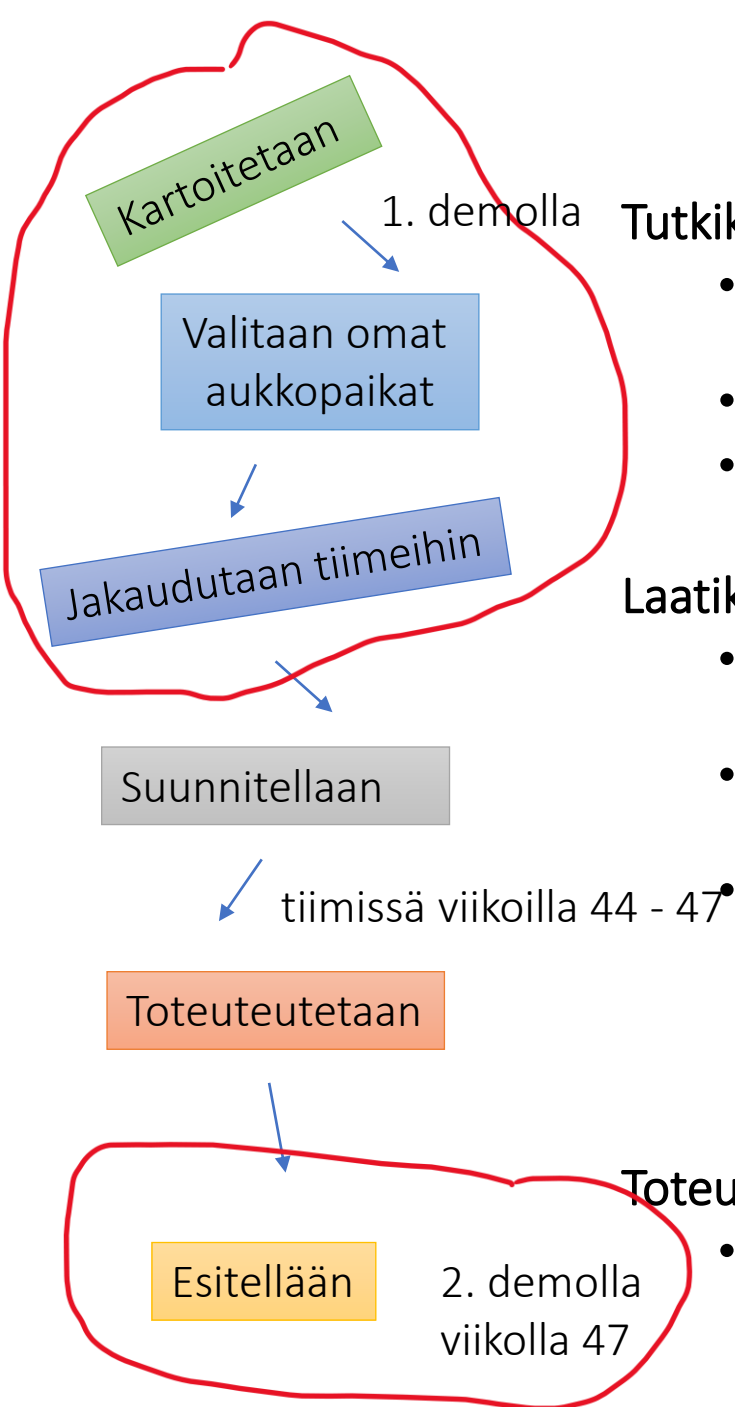 Kartoitetaan
1. demolla
Valitaan omat
aukkopaikat
Jakaudutaan tiimeihin
Suunnitellaan
tiimissä viikoilla 44 - 47
Toteuteutetaan
Esitellään
2. demolla
viikolla 47